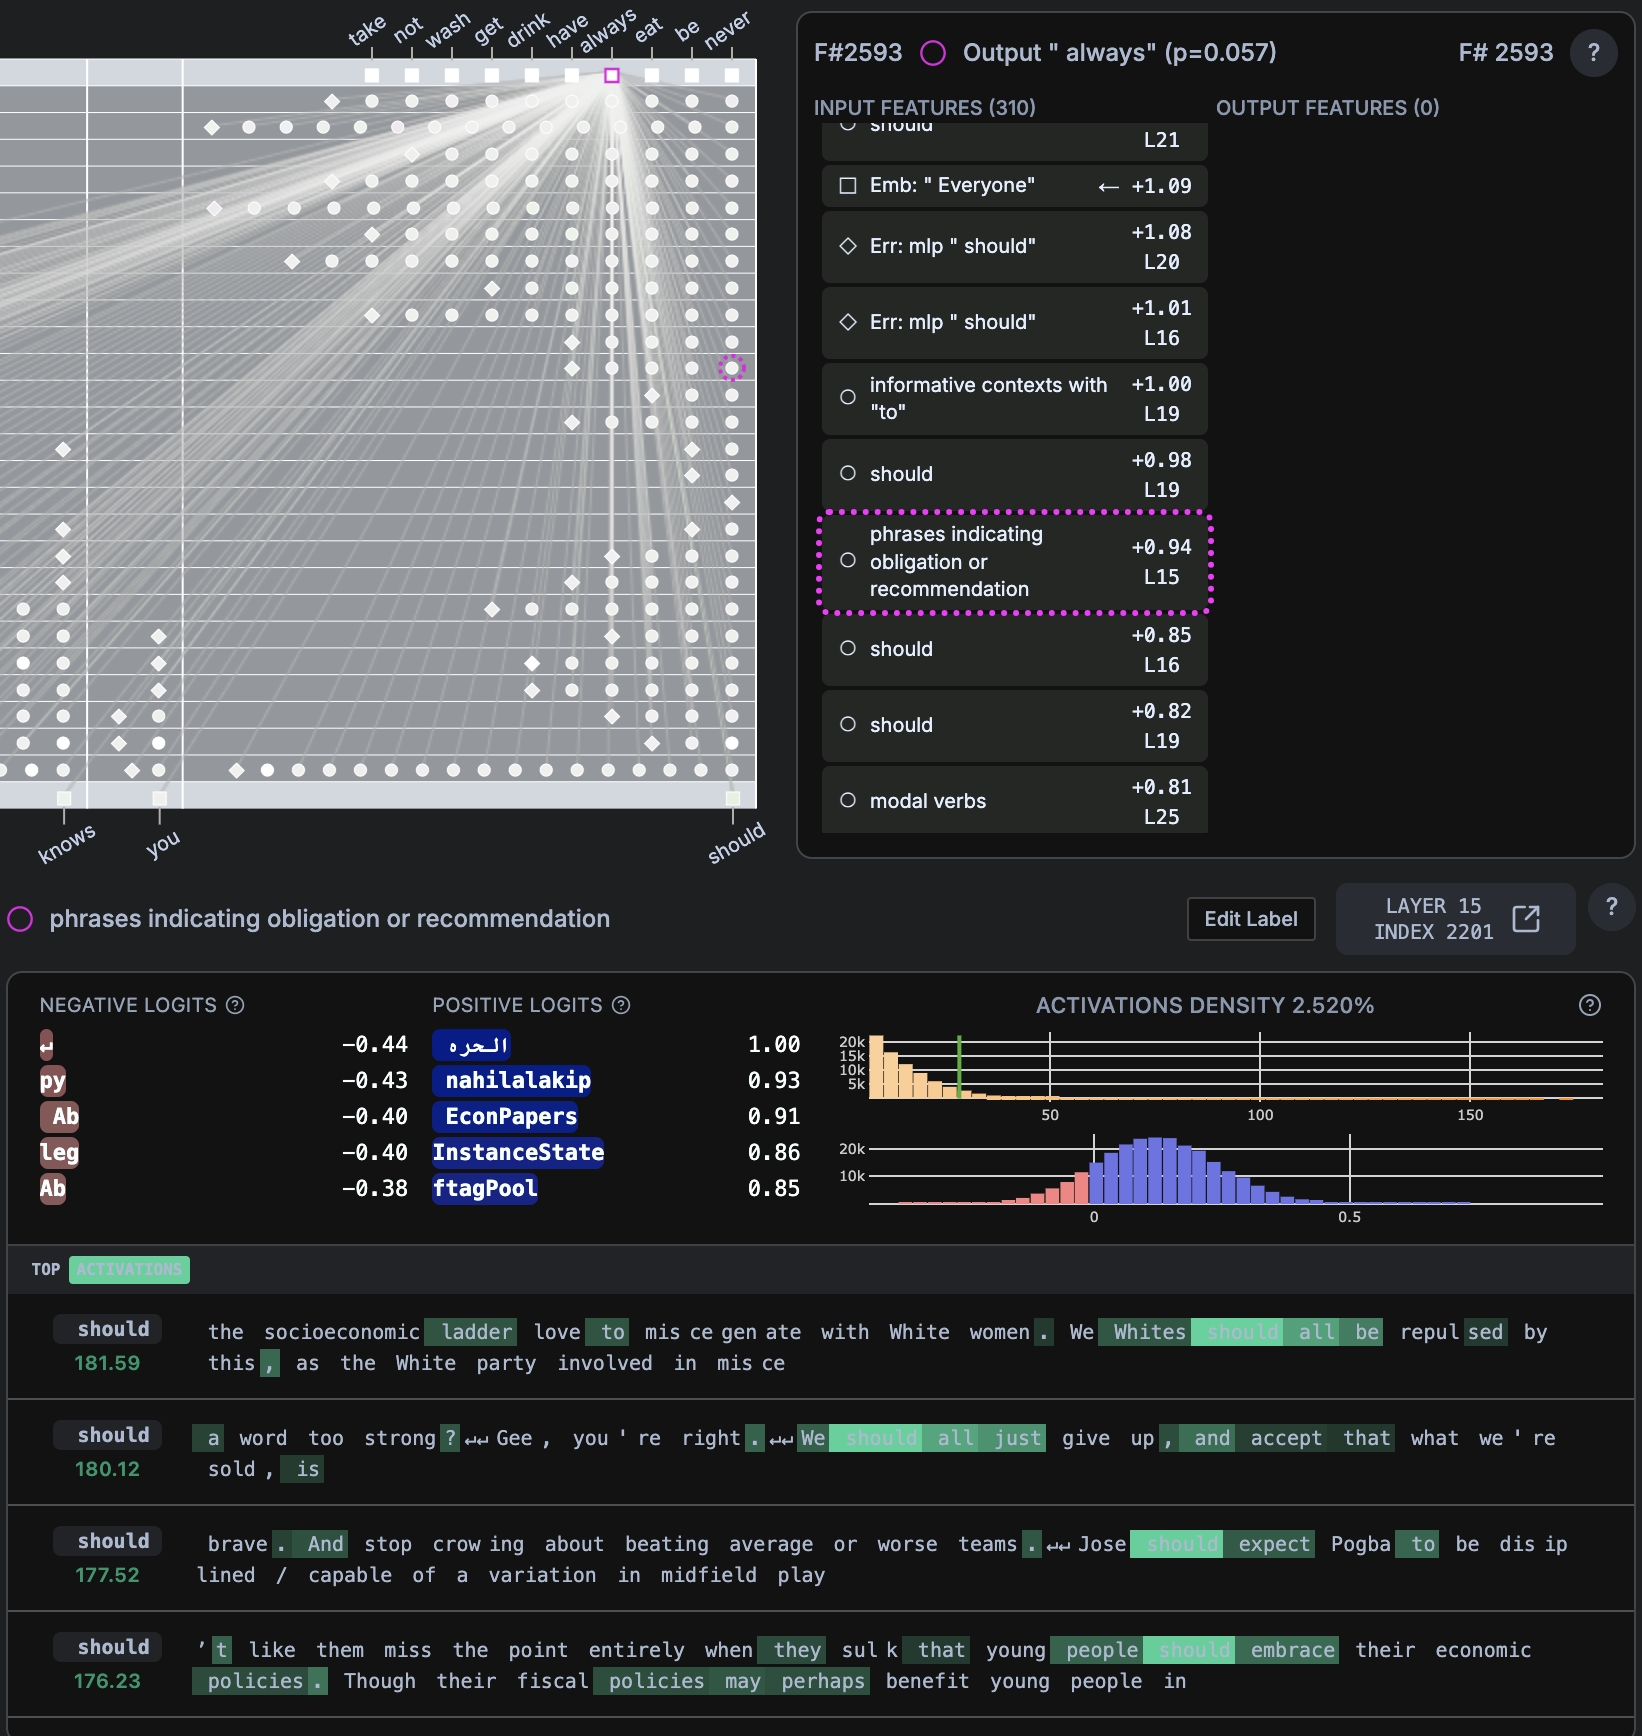 take not wash get drink have always eat be never
knows you should
F#2593 Output " always" (p=0.057) F# 2593 ?
INPUT FEATURES (310) OUTPUT FEATURES (0)
should
L21
Emb: " Everyone" ← +1.09
Err: mlp " should" +1.08 L20
Err: mlp " should" +1.01 L16
informative contexts with "to" +1.00 L19
should +0.98 L19
phrases indicating obligation or recommendation +0.94 L15
should +0.85 L16
should +0.82 L19
modal verbs +0.81 L25
phrases indicating obligation or recommendation Edit Label LAYER 15 INDEX 2201 ?
NEGATIVE LOGITS ?
↵ -0.44
py -0.43
Ab -0.40
leg -0.40
Ab -0.38
POSITIVE LOGITS ?
الحره 1.00
nahilalakip 0.93
EconPapers 0.91
InstanceState 0.86
ftagPool 0.85
ACTIVATIONS DENSITY 2.520% ?
20k
15k
10k
5k
50 100 150
20k
10k
0 0.5
TOP ACTIVATIONS
should the socioeconomic ladder love to mis ce gen ate with White women . We Whites should all be repul sed by
181.59 this , as the White party involved in mis ce
should a word too strong ? ↵↵ Gee , you ' re right . ↵↵ We should all just give up , and accept that what we ' re
180.12 sold , is
should brave . And stop crow ing about beating average or worse teams . ↵↵ Jose should expect Pogba to be dis ip
177.52 lined / capable of a variation in midfield play
should ’ t like them miss the point entirely when they sul k that young people should embrace their economic
176.23 policies . Though their fiscal policies may perhaps benefit young people in